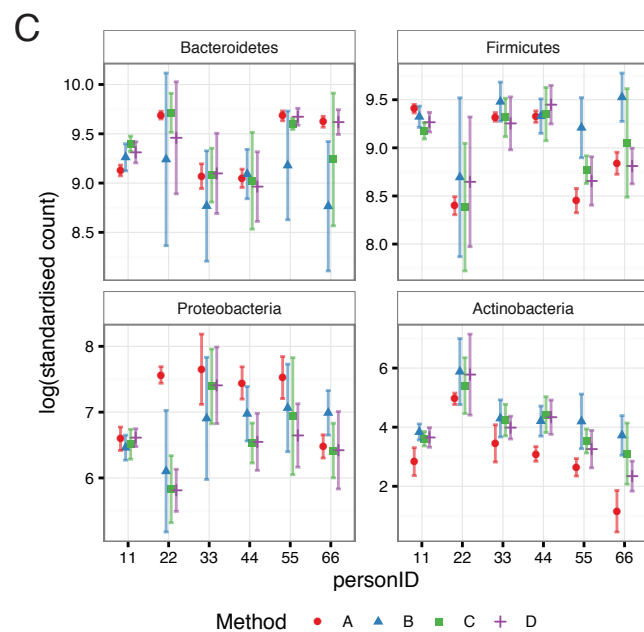 C
Bacteroidetes
Firmicutes
10.0
9.5
9.0
8.5
9.5
9.0
8.5
8.0
log(standardised count)
Proteobacteria
Actinobacteria
8
7
6
6
4
2
11 22 33 44 55 66
11 22 33 44 55 66
personID
Method A B C D